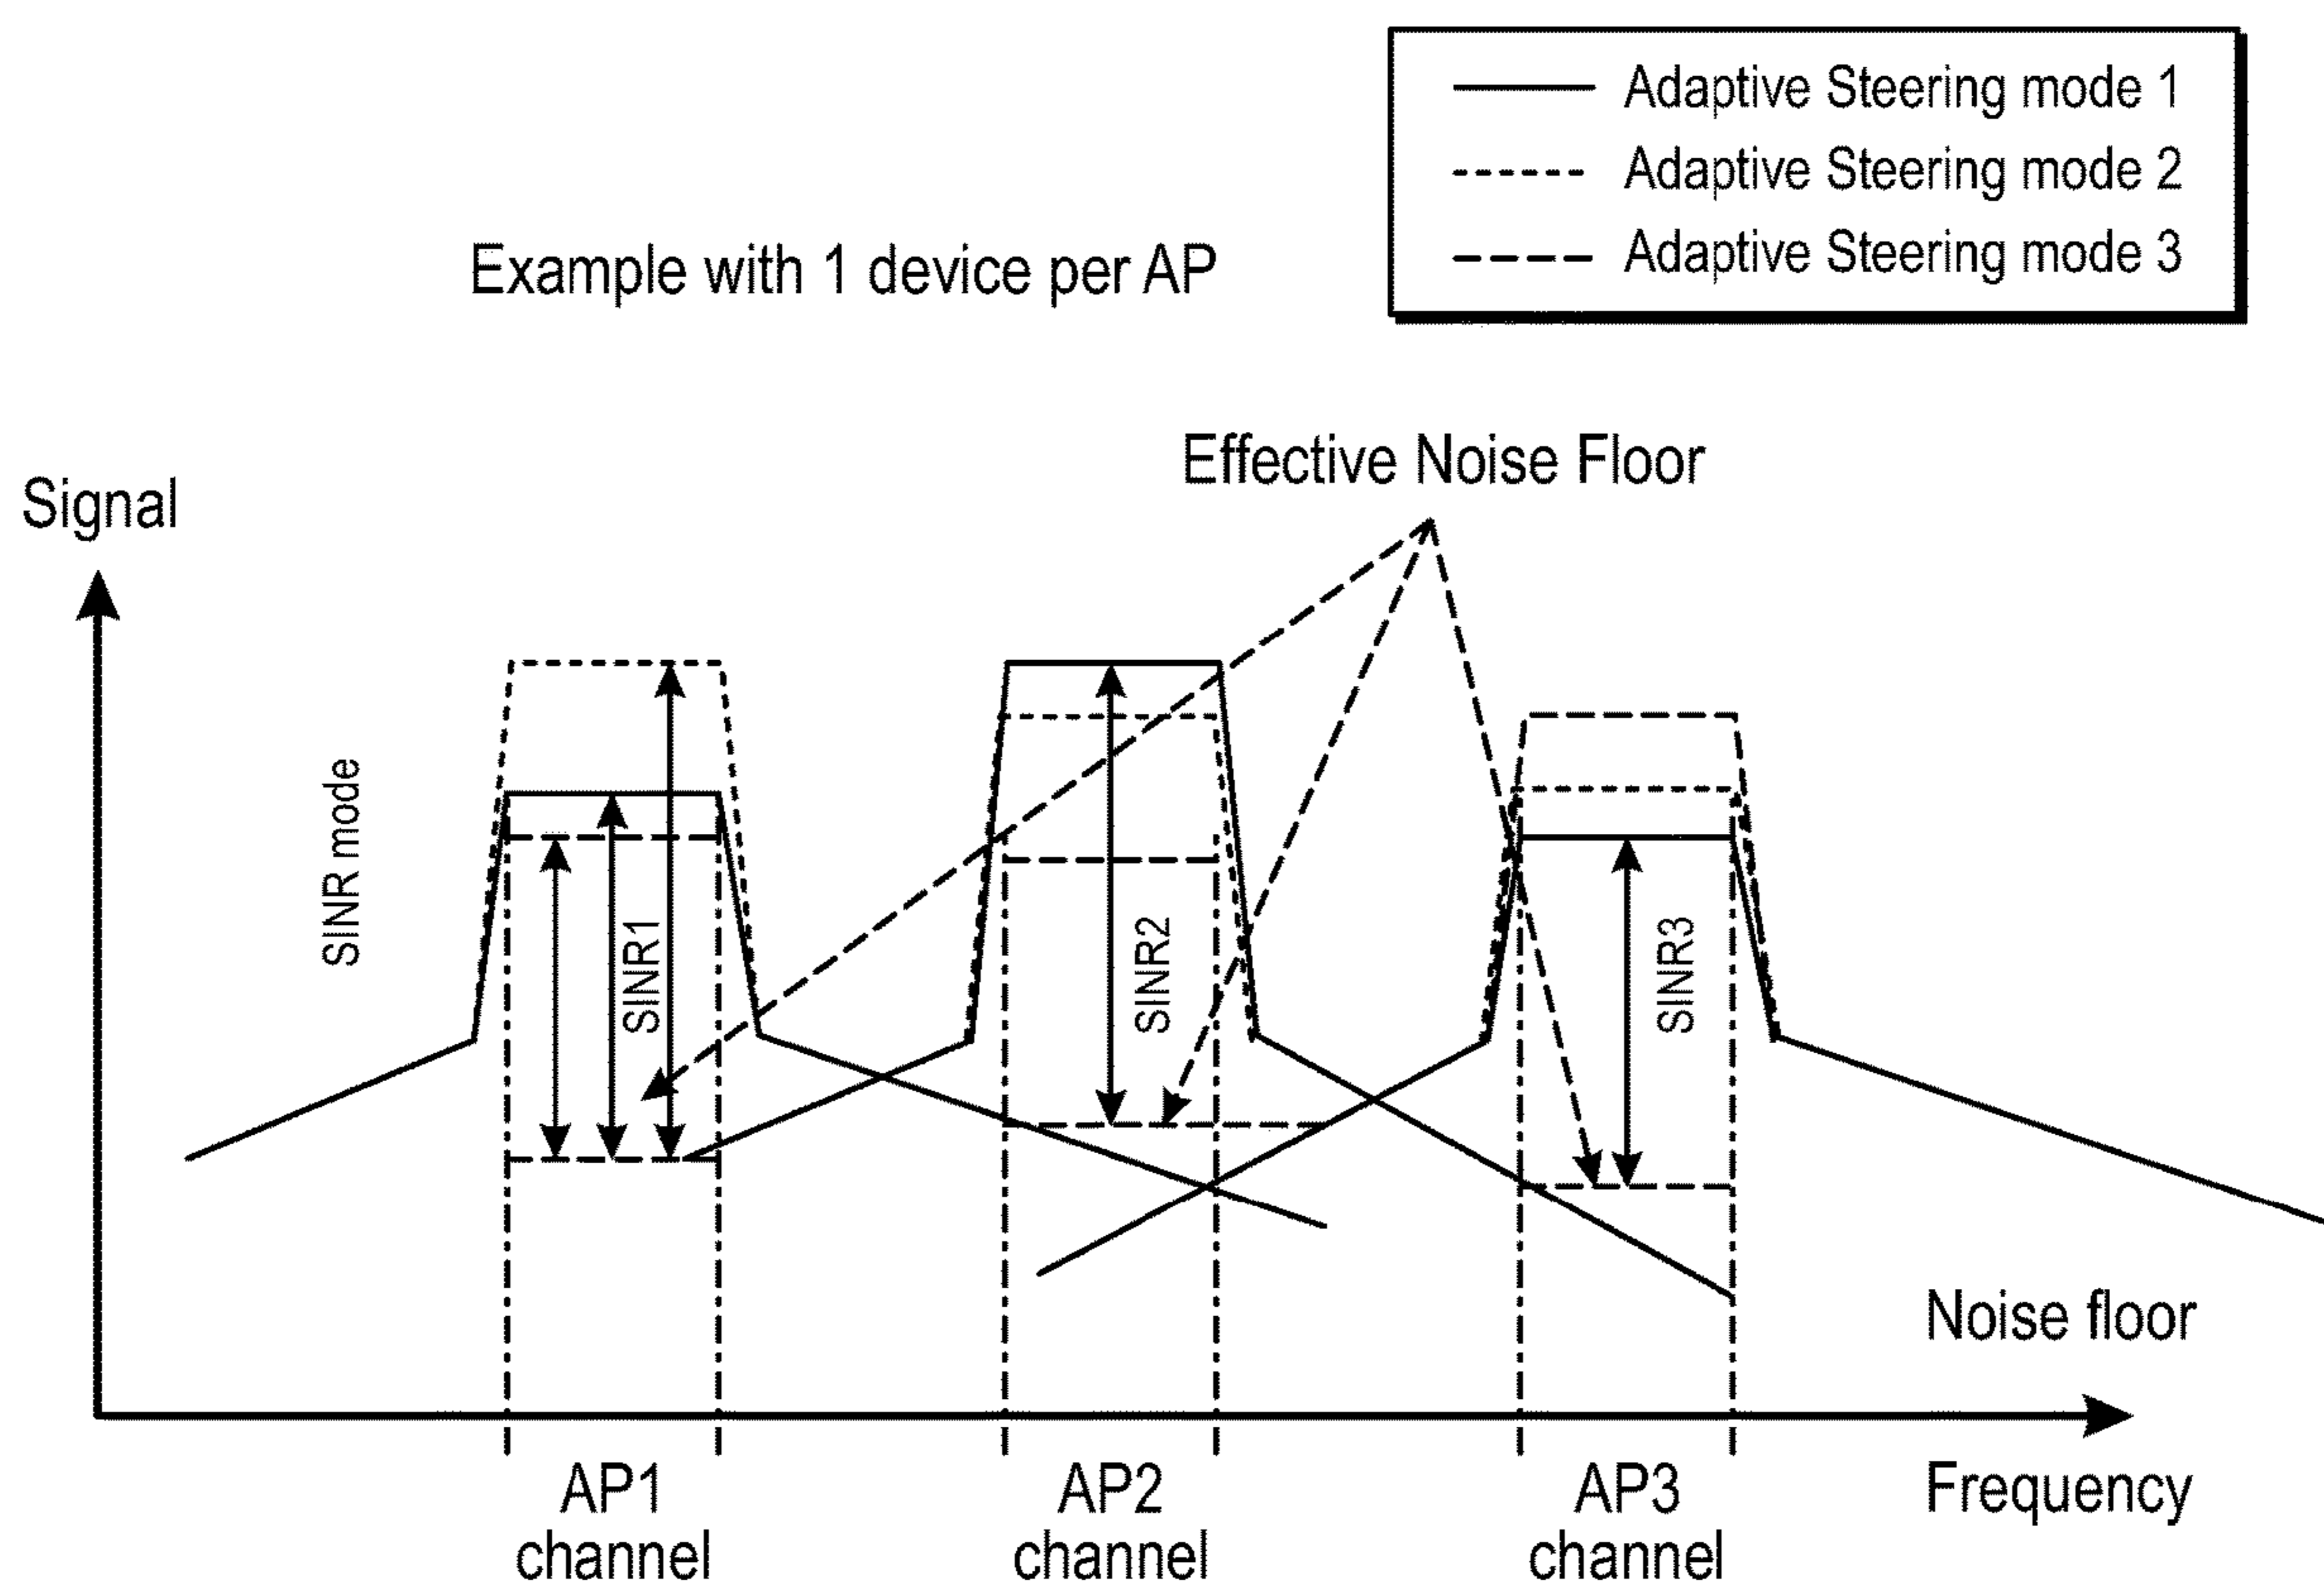 Adaptive Steering mode 1
Adaptive Steering mode 2
Adaptive Steering mode 3
Example with 1 device per AP
Effective Noise Floor
Signal
SINR mode
SINR1
SINR2
SINR3
Noise floor
AP1
channel
AP2
channel
AP3
channel
Frequency